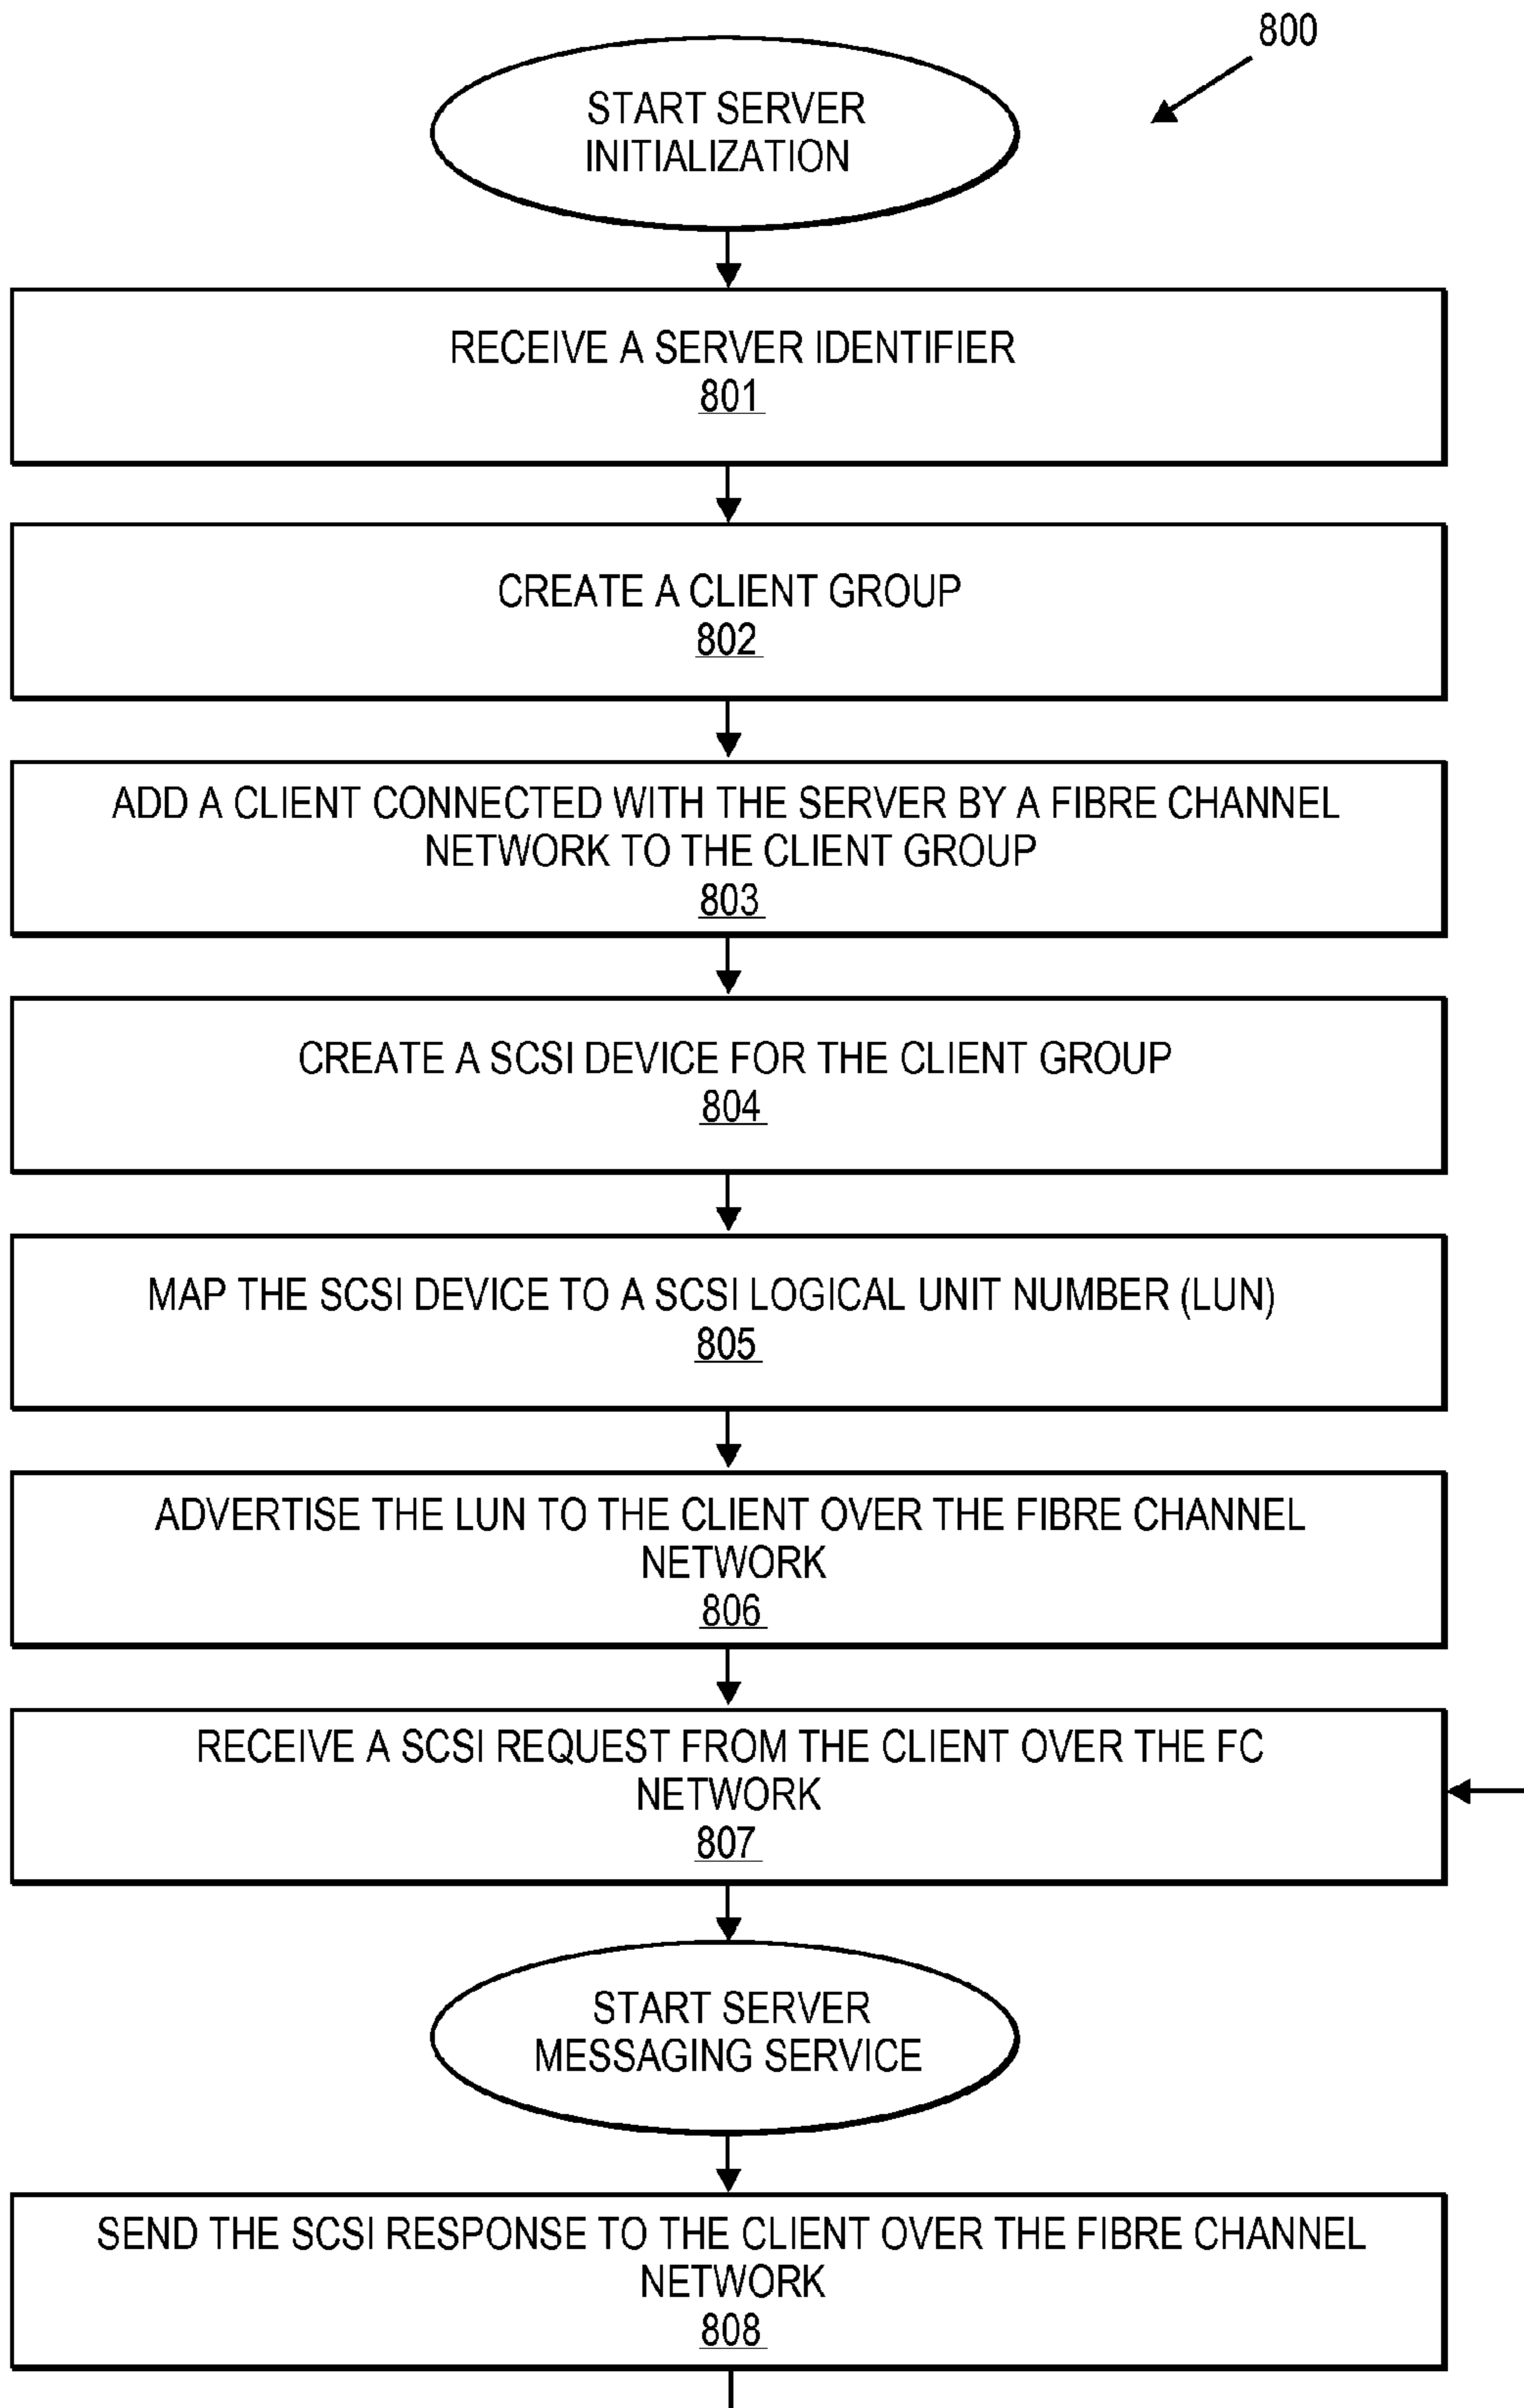 800
START SERVER
INITIALIZATION
RECEIVE A SERVER IDENTIFIER
801
CREATE A CLIENT GROUP
802
ADD A CLIENT CONNECTED WITH THE SERVER BY A FIBRE CHANNEL
NETWORK TO THE CLIENT GROUP
803
CREATE A SCSI DEVICE FOR THE CLIENT GROUP
804
MAP THE SCSI DEVICE TO A SCSI LOGICAL UNIT NUMBER (LUN)
805
ADVERTISE THE LUN TO THE CLIENT OVER THE FIBRE CHANNEL
NETWORK
806
RECEIVE A SCSI REQUEST FROM THE CLIENT OVER THE FC
NETWORK
807
START SERVER
MESSAGING SERVICE
SEND THE SCSI RESPONSE TO THE CLIENT OVER THE FIBRE CHANNEL
NETWORK
808